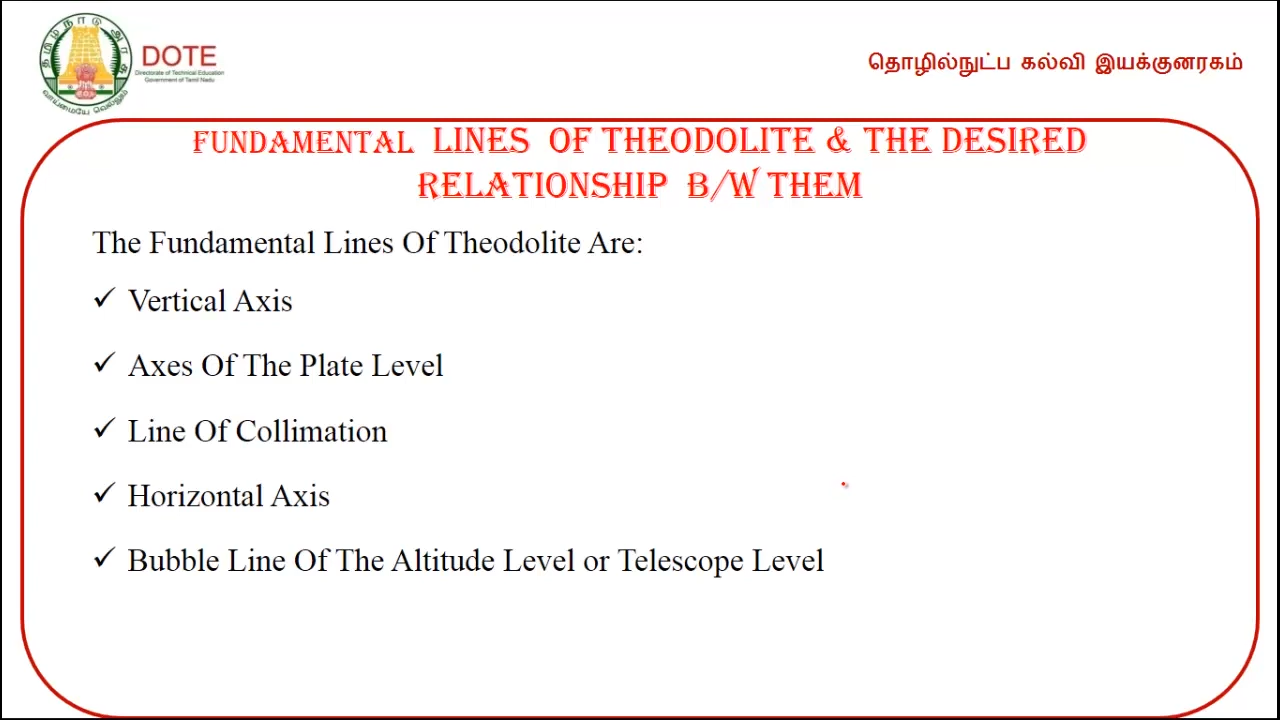 தமிழ்நாடு அரசு
வாய்மையே வெல்லும்
DOTE
Directorate of Technical Education
Government of Tamil Nadu
தொழில்நுட்ப கல்வி இயக்குனரகம்
FUNDAMENTAL LINES OF THEODOLITE & THE DESIRED
RELATIONSHIP B/W THEM
The Fundamental Lines Of Theodolite Are:
✓ Vertical Axis
✓ Axes Of The Plate Level
✓ Line Of Collimation
✓ Horizontal Axis
✓ Bubble Line Of The Altitude Level or Telescope Level